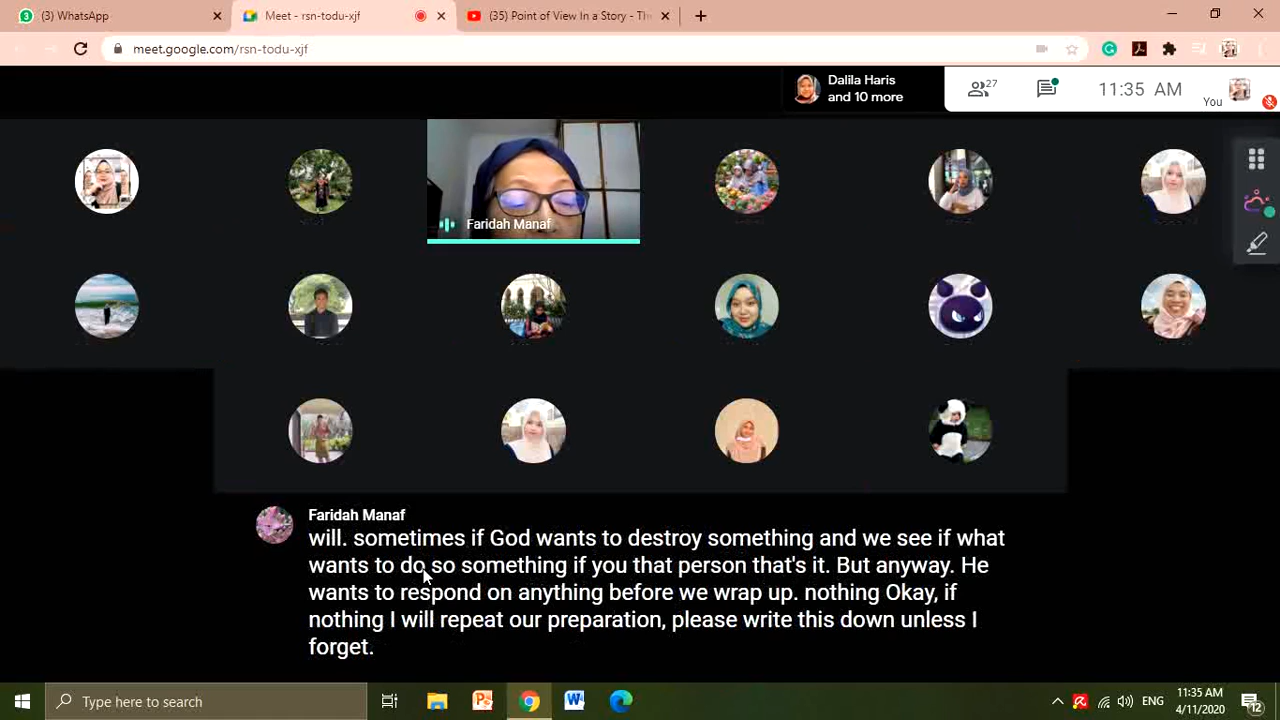 (3) WhatsApp
Meet - rsn-todu-xjf
(35) Point of View In a Story - Th
meet.google.com/rsn-todu-xjf
Dalila Haris
and 10 more
27
11:35 AM
You
Faridah Manaf
Faridah Manaf
will. sometimes if God wants to destroy something and we see if what
wants to do so something if you that person that's it. But anyway. He
wants to respond on anything before we wrap up. nothing Okay, if
nothing I will repeat our preparation, please write this down unless I
forget.
Type here to search
ENG
11:35 AM
4/11/2020
12